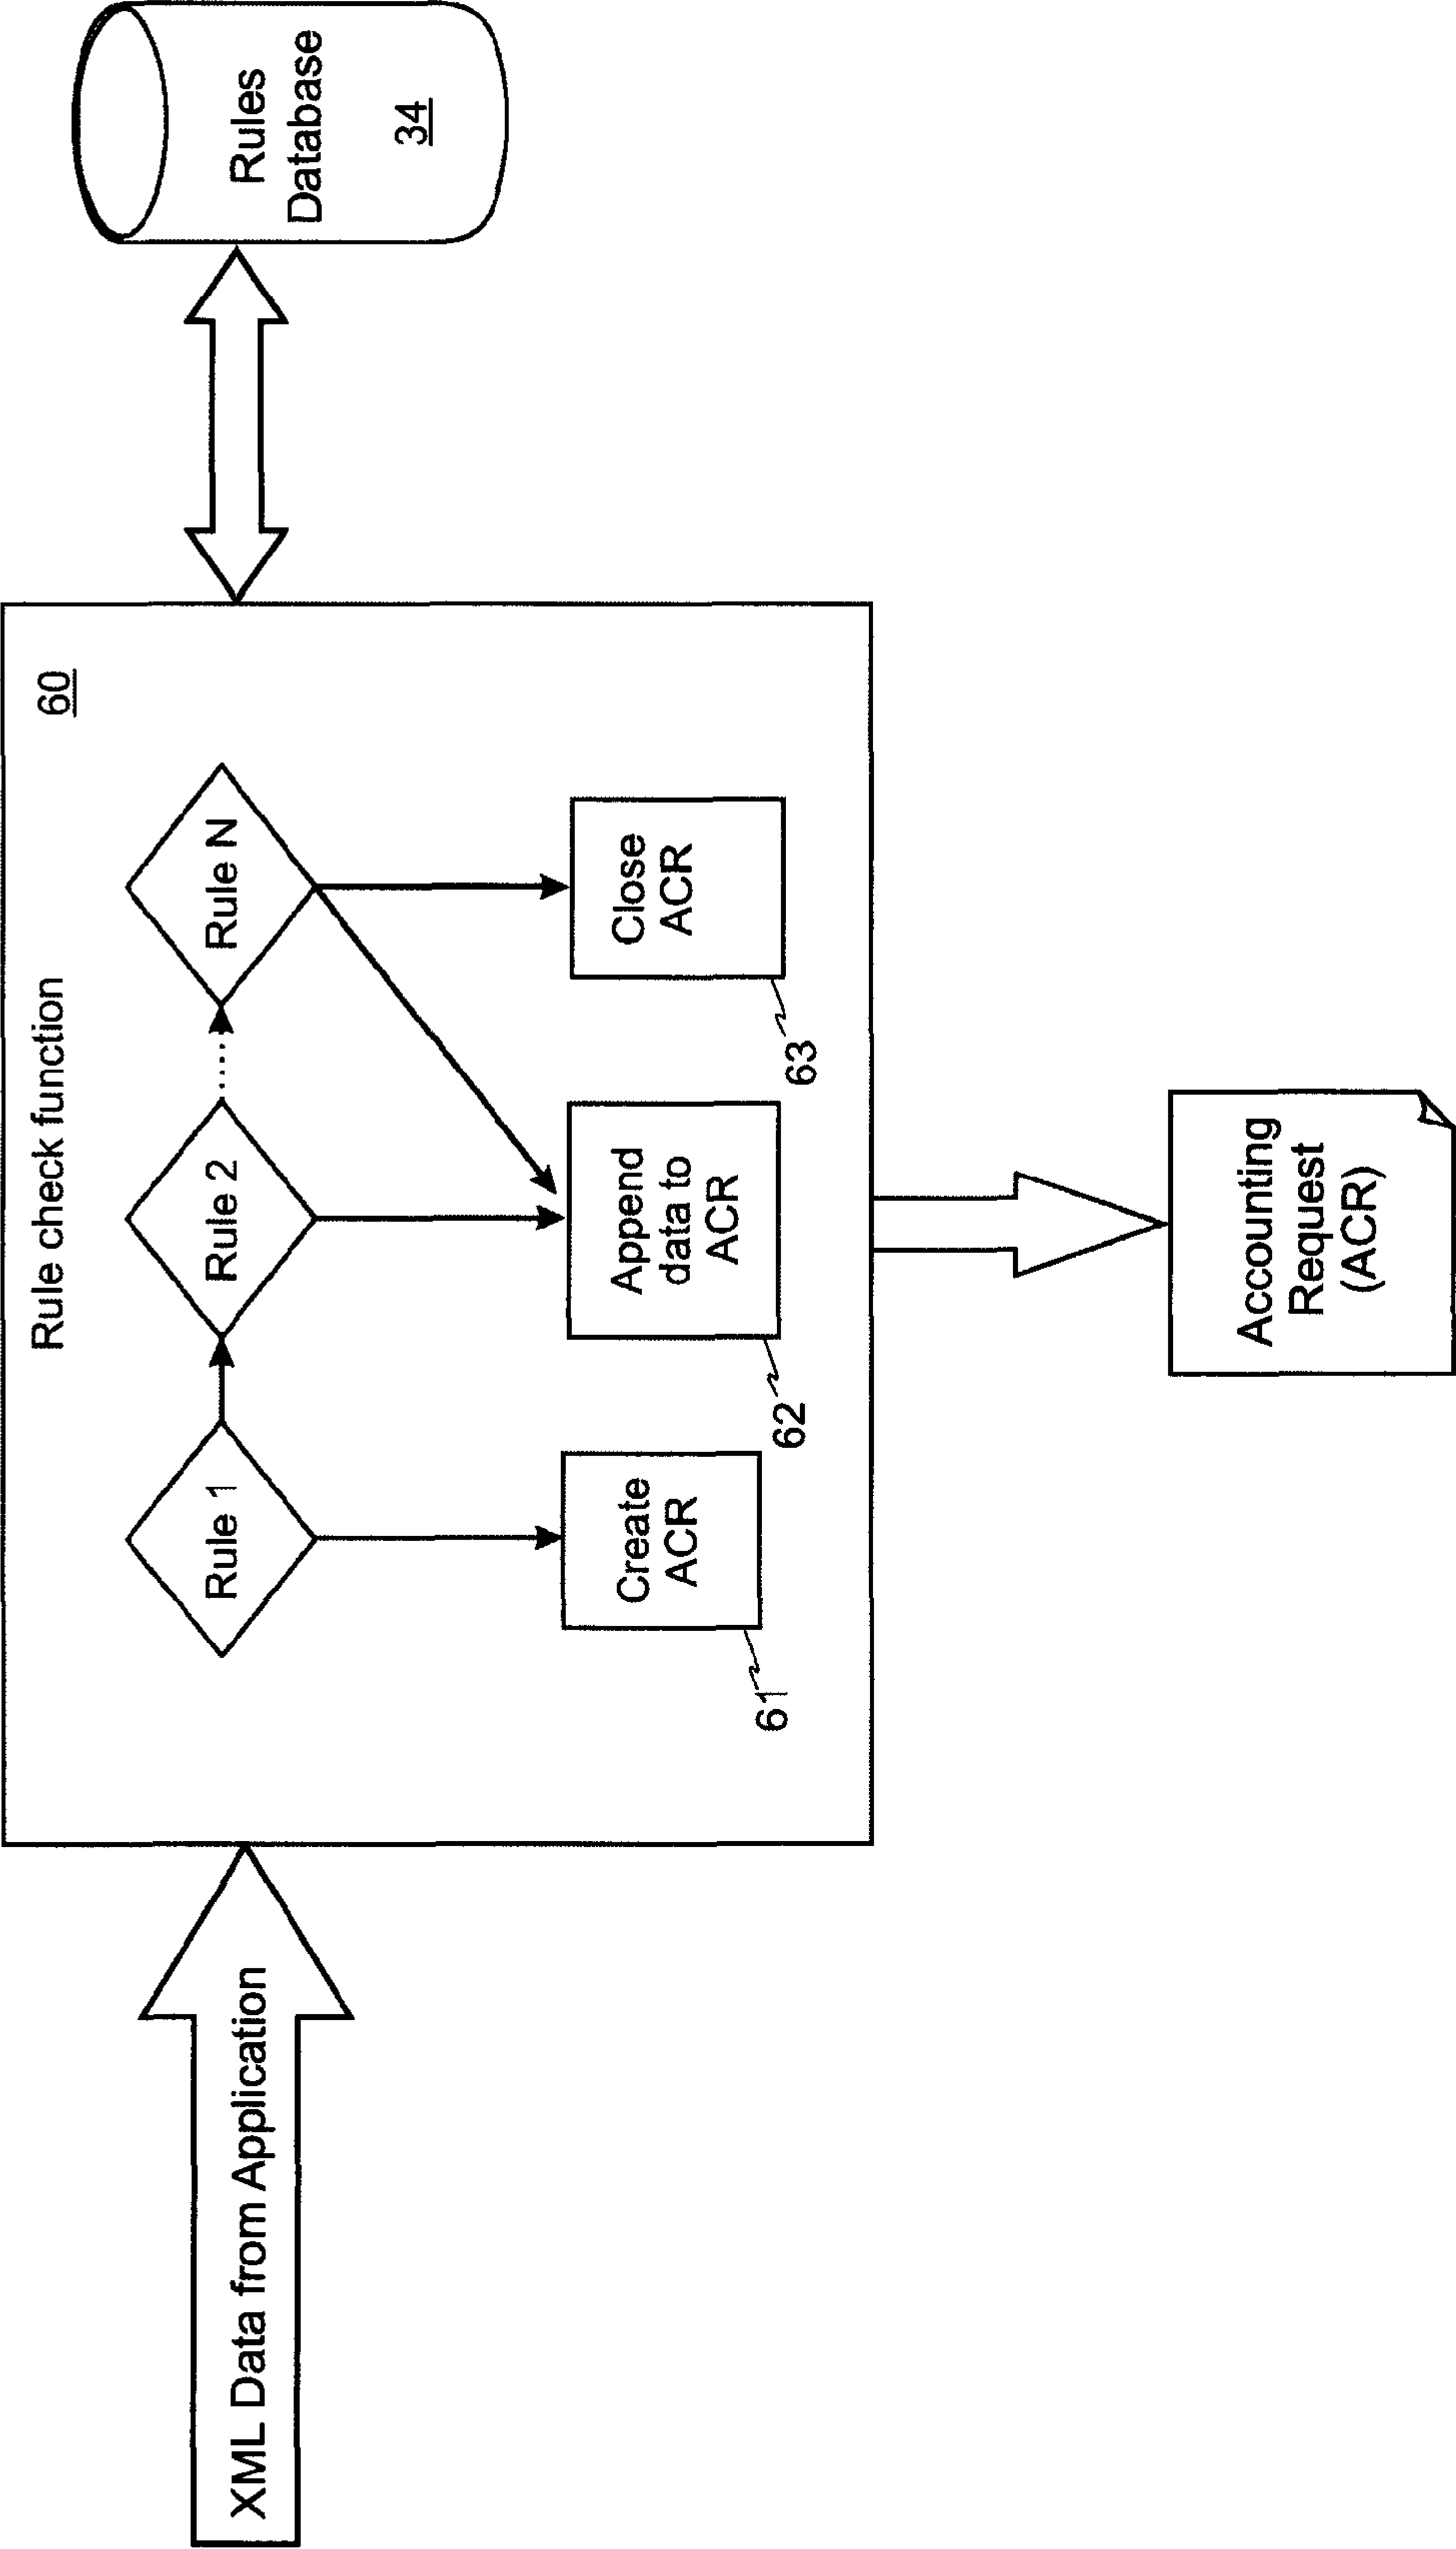 XML Data from Application
Rule check function
60
Rule 1
Rule 2
Rule N
Create
ACR
61
Append
data to
ACR
62
Close
ACR
63
Rules
Database
34
Accounting
Request
(ACR)